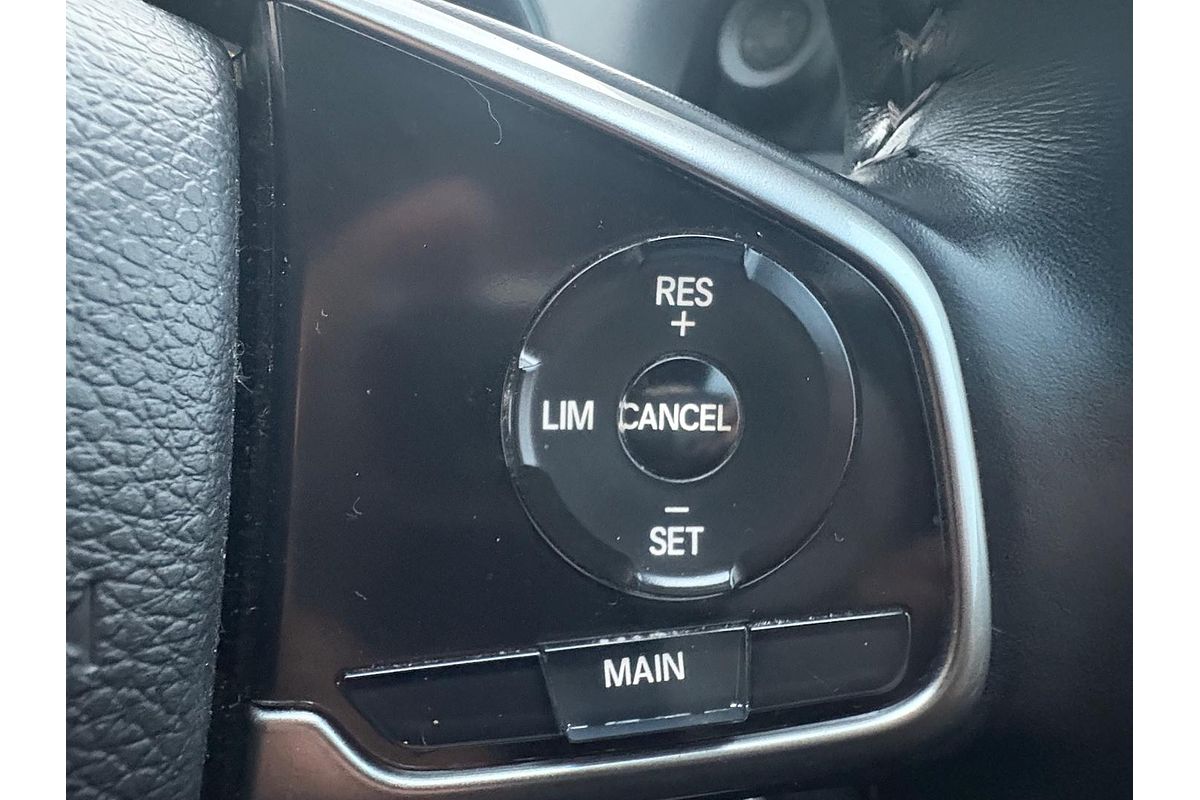 RES
+
LIM CANCEL
–
SET
MAIN